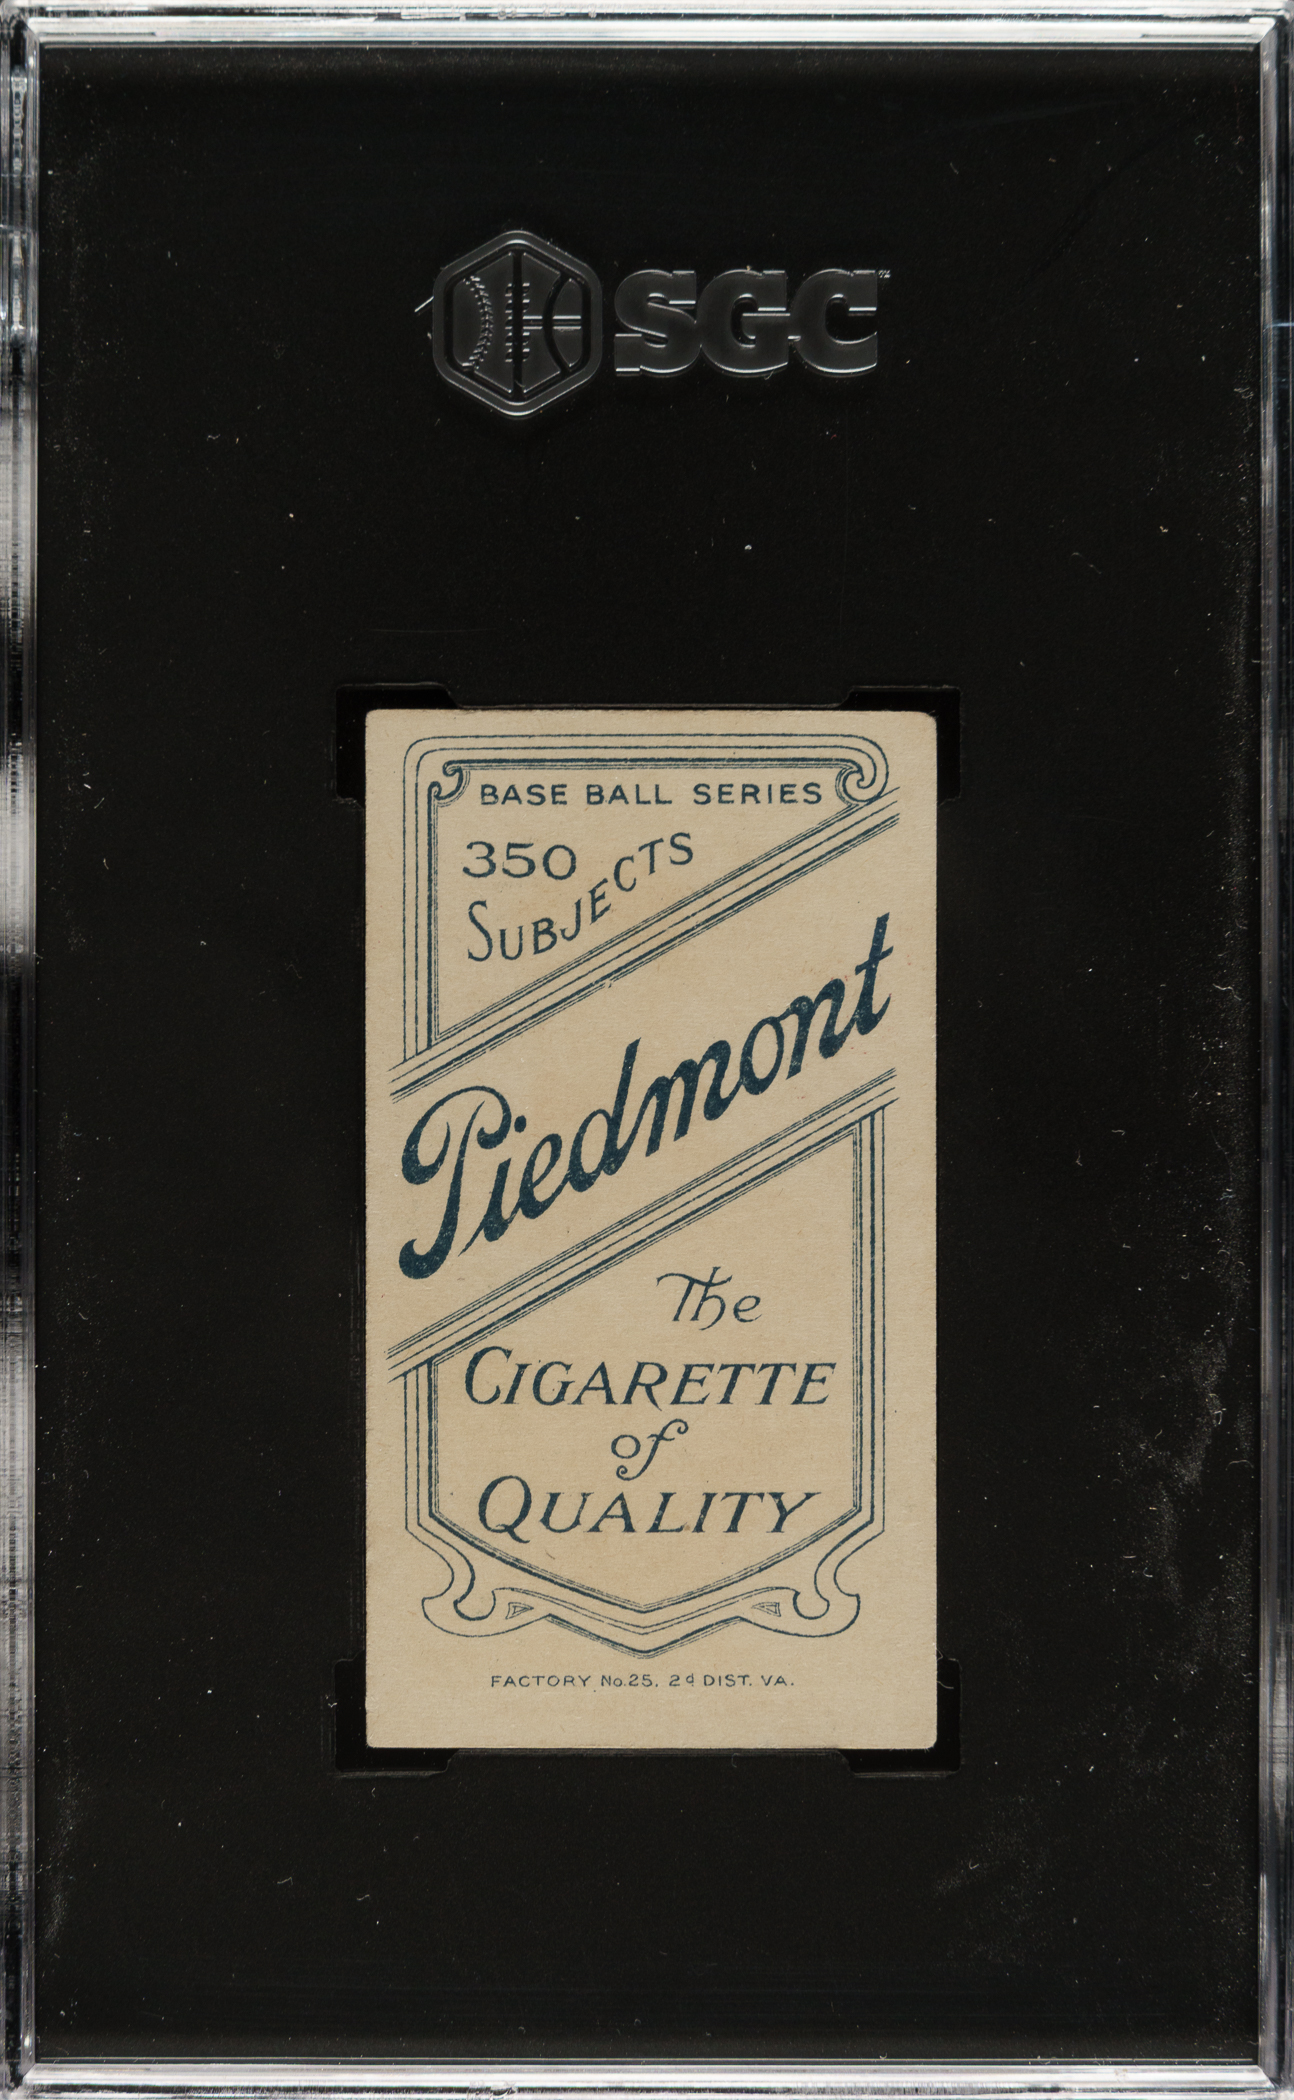 SGC
BASE BALL SERIES
350
SUBJECTS
Piedmont
The
CIGARETTE
of
QUALITY
FACTORY No.25, 2d DIST. VA.